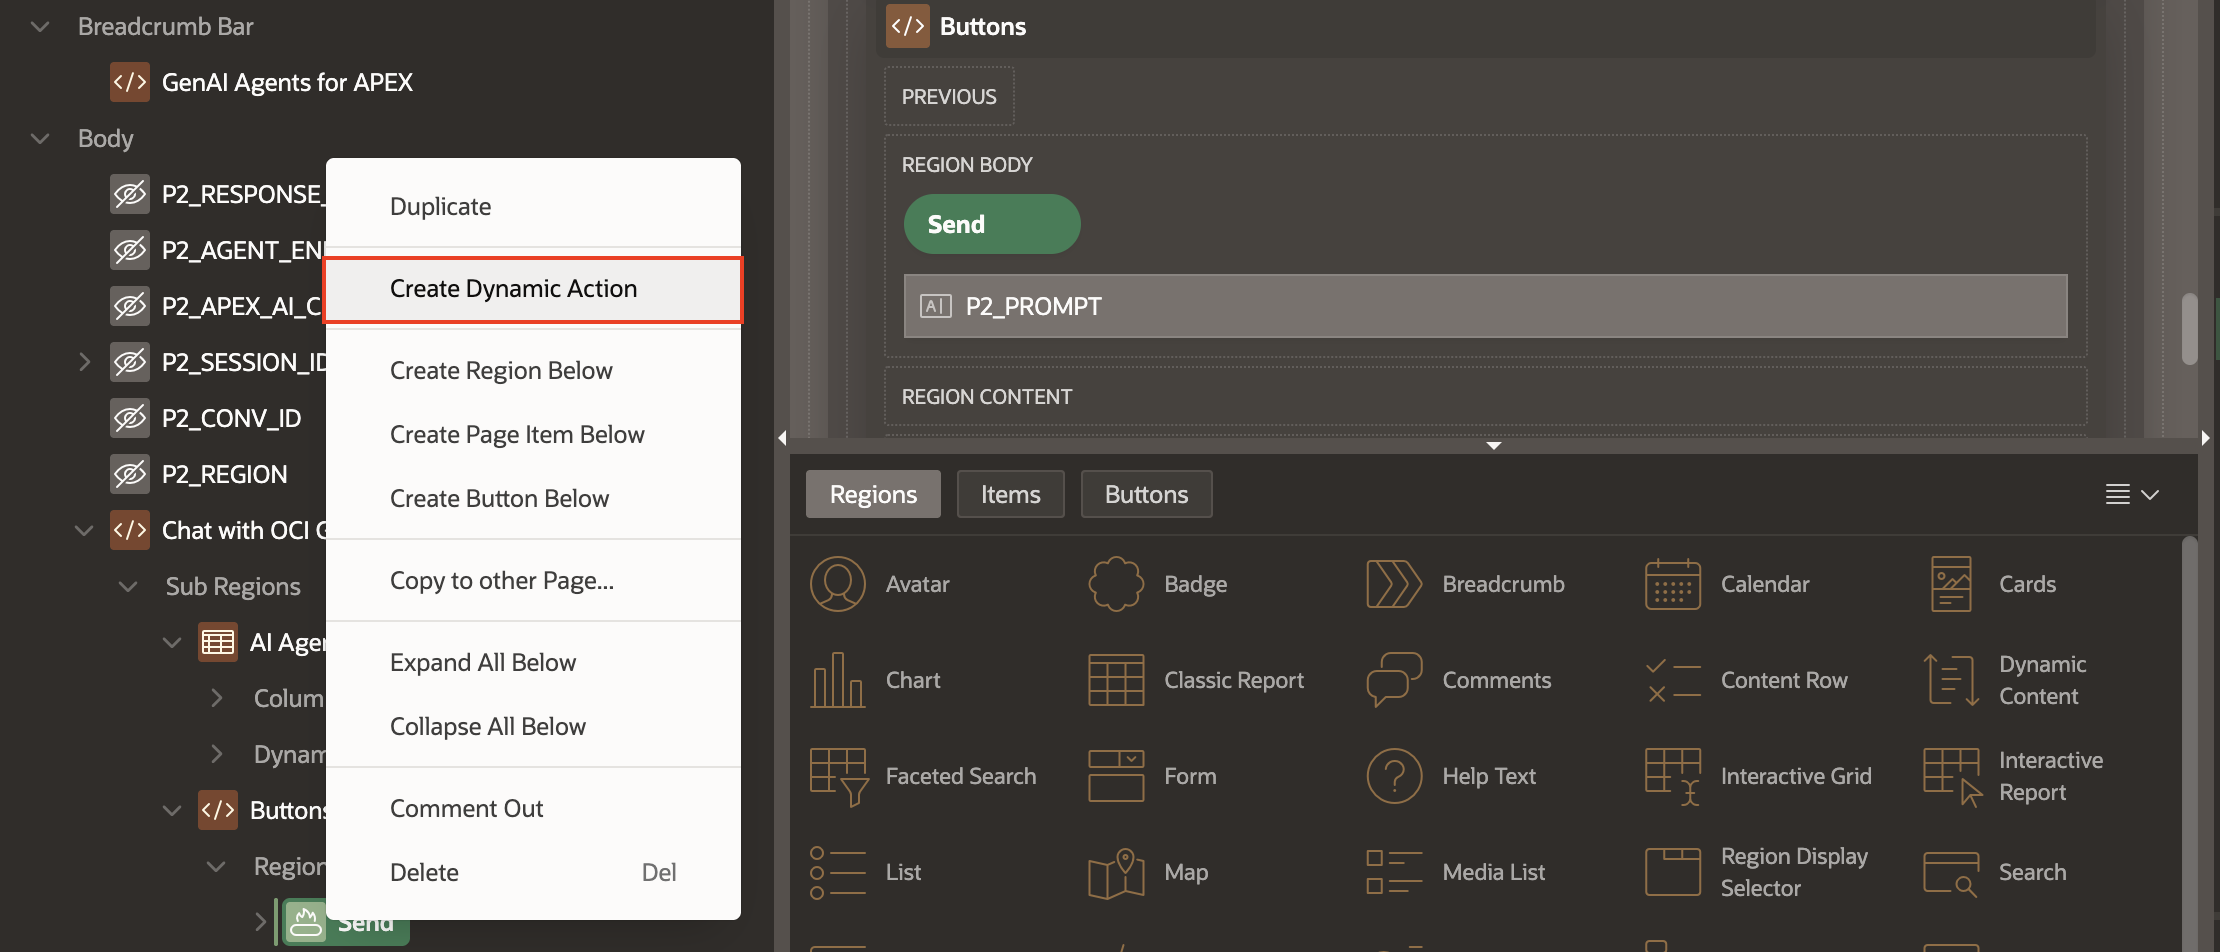 Breadcrumb Bar
GenAI Agents for APEX
Body
P2_RESPONSE_
P2_AGENT_EN
P2_APEX_AI_C
P2_SESSION_ID
P2_CONV_ID
P2_REGION
Chat with OCI G
Sub Regions
AI Agen
Colum
Dynam
Buttons
Region
Send
Duplicate
Create Dynamic Action
Create Region Below
Create Page Item Below
Create Button Below
Copy to other Page...
Expand All Below
Collapse All Below
Comment Out
Delete Del
</> Buttons
PREVIOUS
REGION BODY
Send
P2_PROMPT
REGION CONTENT
Regions Items Buttons
Avatar Badge Breadcrumb Calendar Cards
Chart Classic Report Comments Content Row Dynamic
Content
Faceted Search Form Help Text Interactive Grid Interactive
Report
List Map Media List Region Display
Selector Search